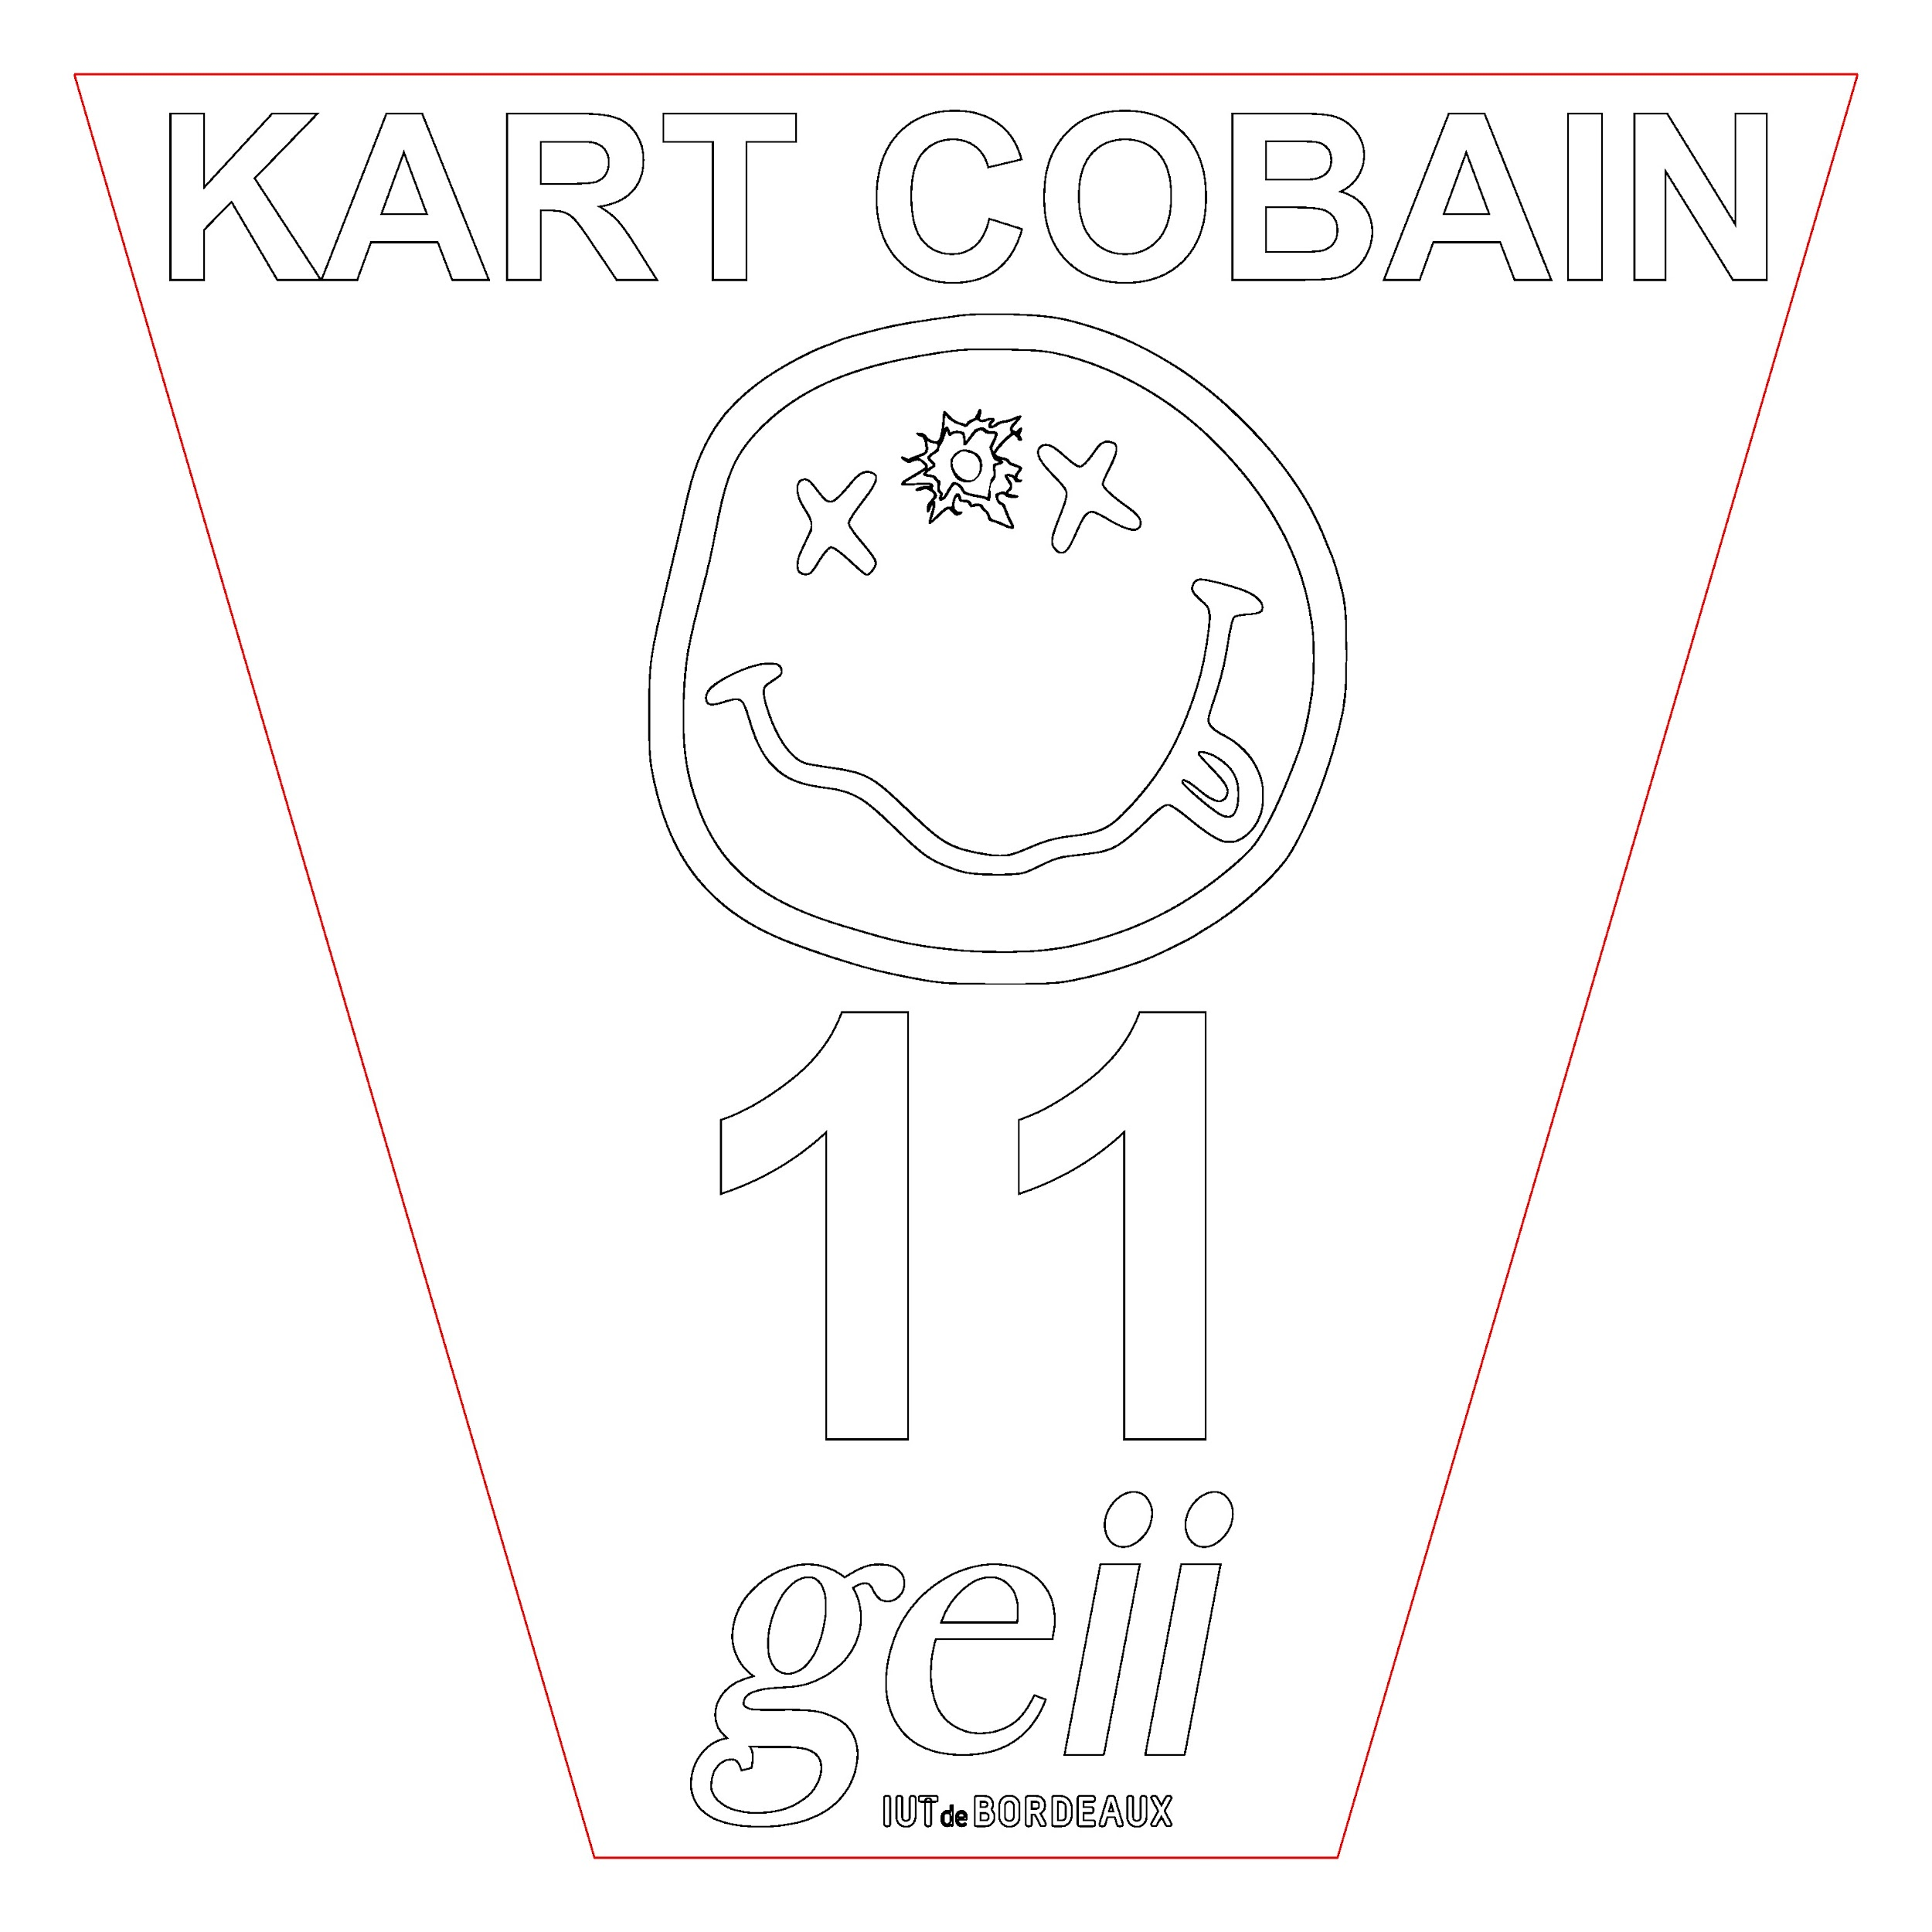 KART COBAIN
11
geii
IUT de BORDEAUX